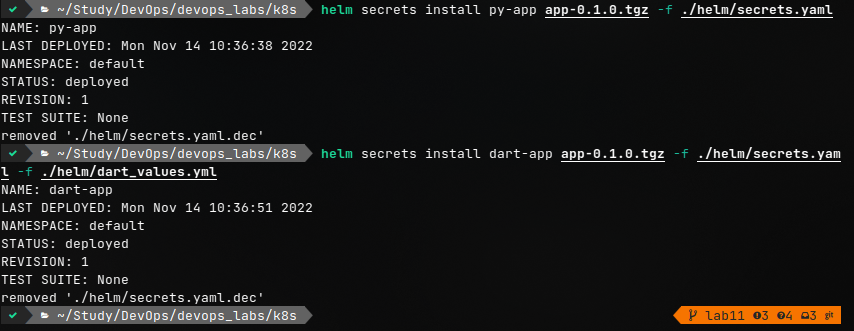 ~/Study/DevOps/devops_labs/k8s helm secrets install py-app app-0.1.0.tgz -f ./helm/secrets.yaml
NAME: py-app
LAST DEPLOYED: Mon Nov 14 10:36:38 2022
NAMESPACE: default
STATUS: deployed
REVISION: 1
TEST SUITE: None
removed './helm/secrets.yaml.dec'
~/Study/DevOps/devops_labs/k8s helm secrets install dart-app app-0.1.0.tgz -f ./helm/secrets.yam
l -f ./helm/dart_values.yml
NAME: dart-app
LAST DEPLOYED: Mon Nov 14 10:36:51 2022
NAMESPACE: default
STATUS: deployed
REVISION: 1
TEST SUITE: None
removed './helm/secrets.yaml.dec'
~/Study/DevOps/devops_labs/k8s lab11 3 4 3 git